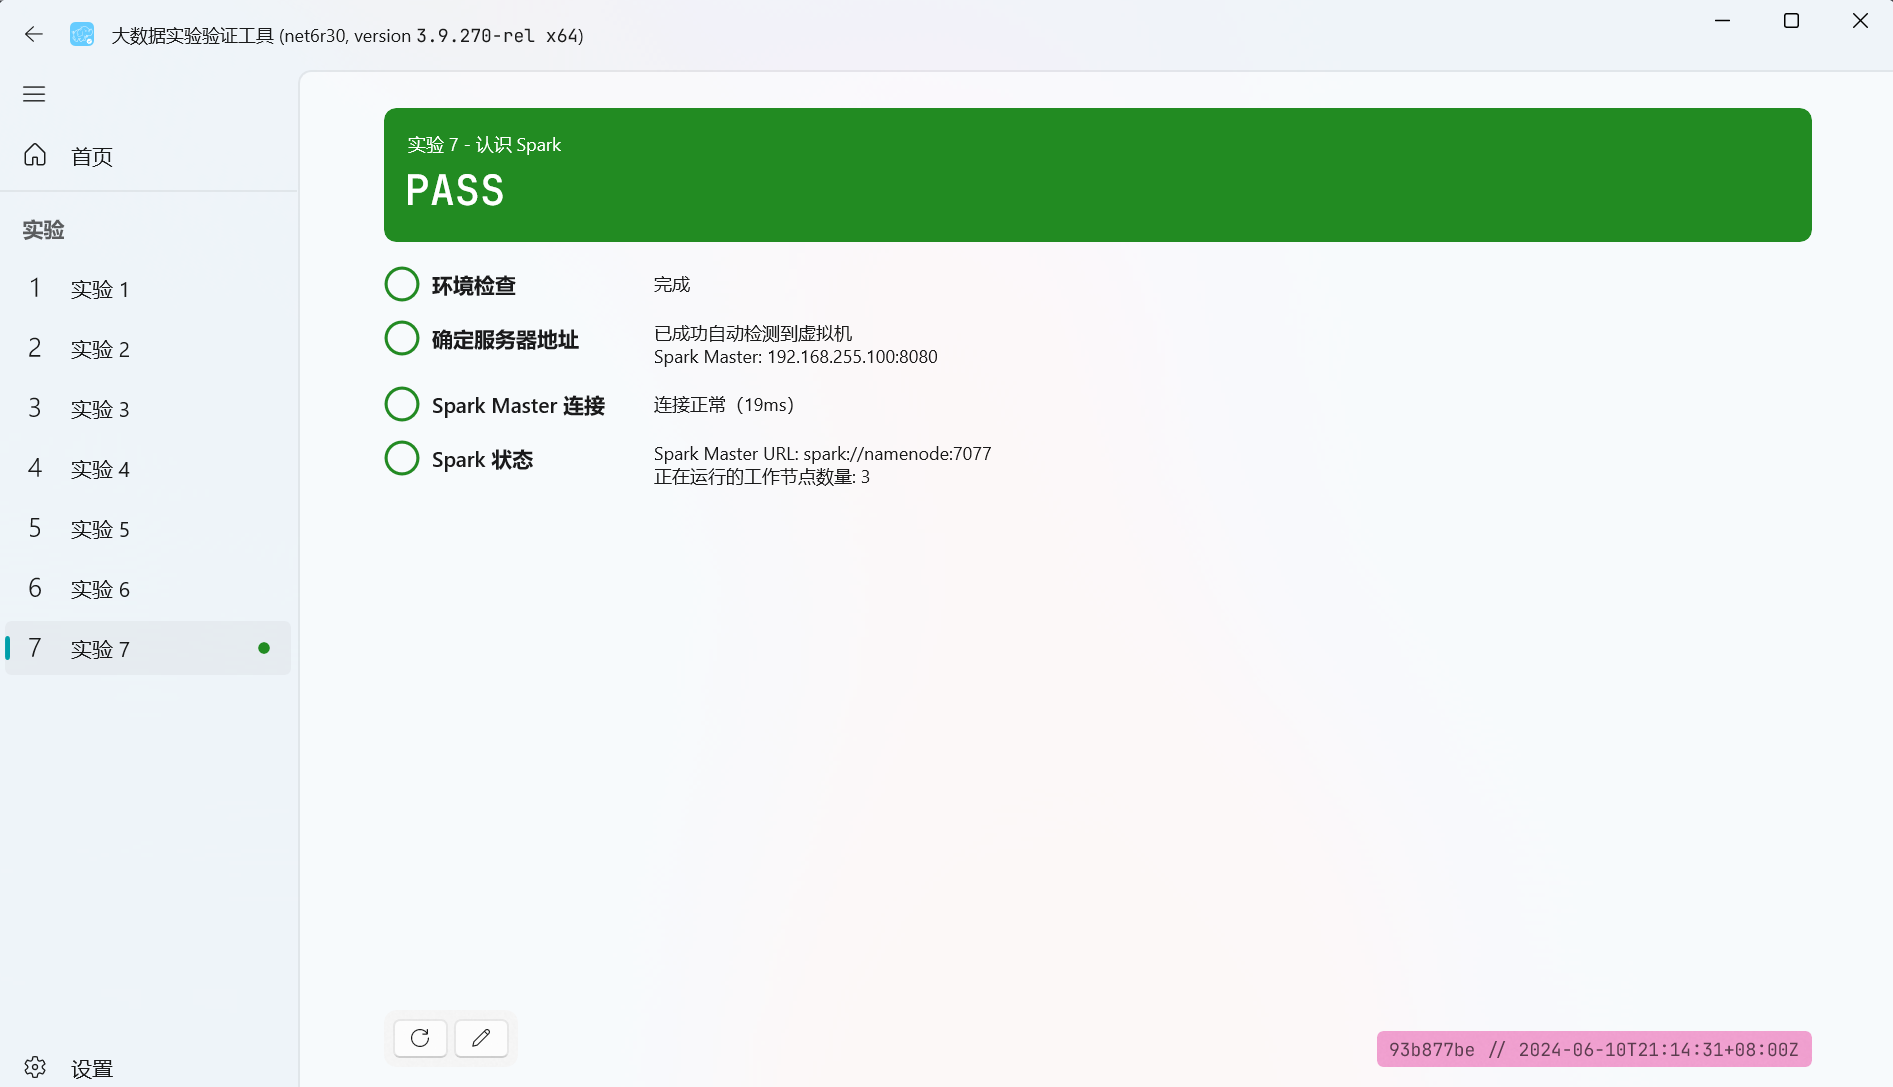 大数据实验验证工具 (net6r30, version 3.9.270-rel x64)
首页
实验
1 实验 1
2 实验 2
3 实验 3
4 实验 4
5 实验 5
6 实验 6
7 实验 7
设置
实验 7 - 认识 Spark
PASS
环境检查 完成
确定服务器地址 已成功自动检测到虚拟机
Spark Master: 192.168.255.100:8080
Spark Master 连接 连接正常（19ms）
Spark 状态 Spark Master URL: spark://namenode:7077
正在运行的工作节点数量: 3
93b877be // 2024-06-10T21:14:31+08:00Z